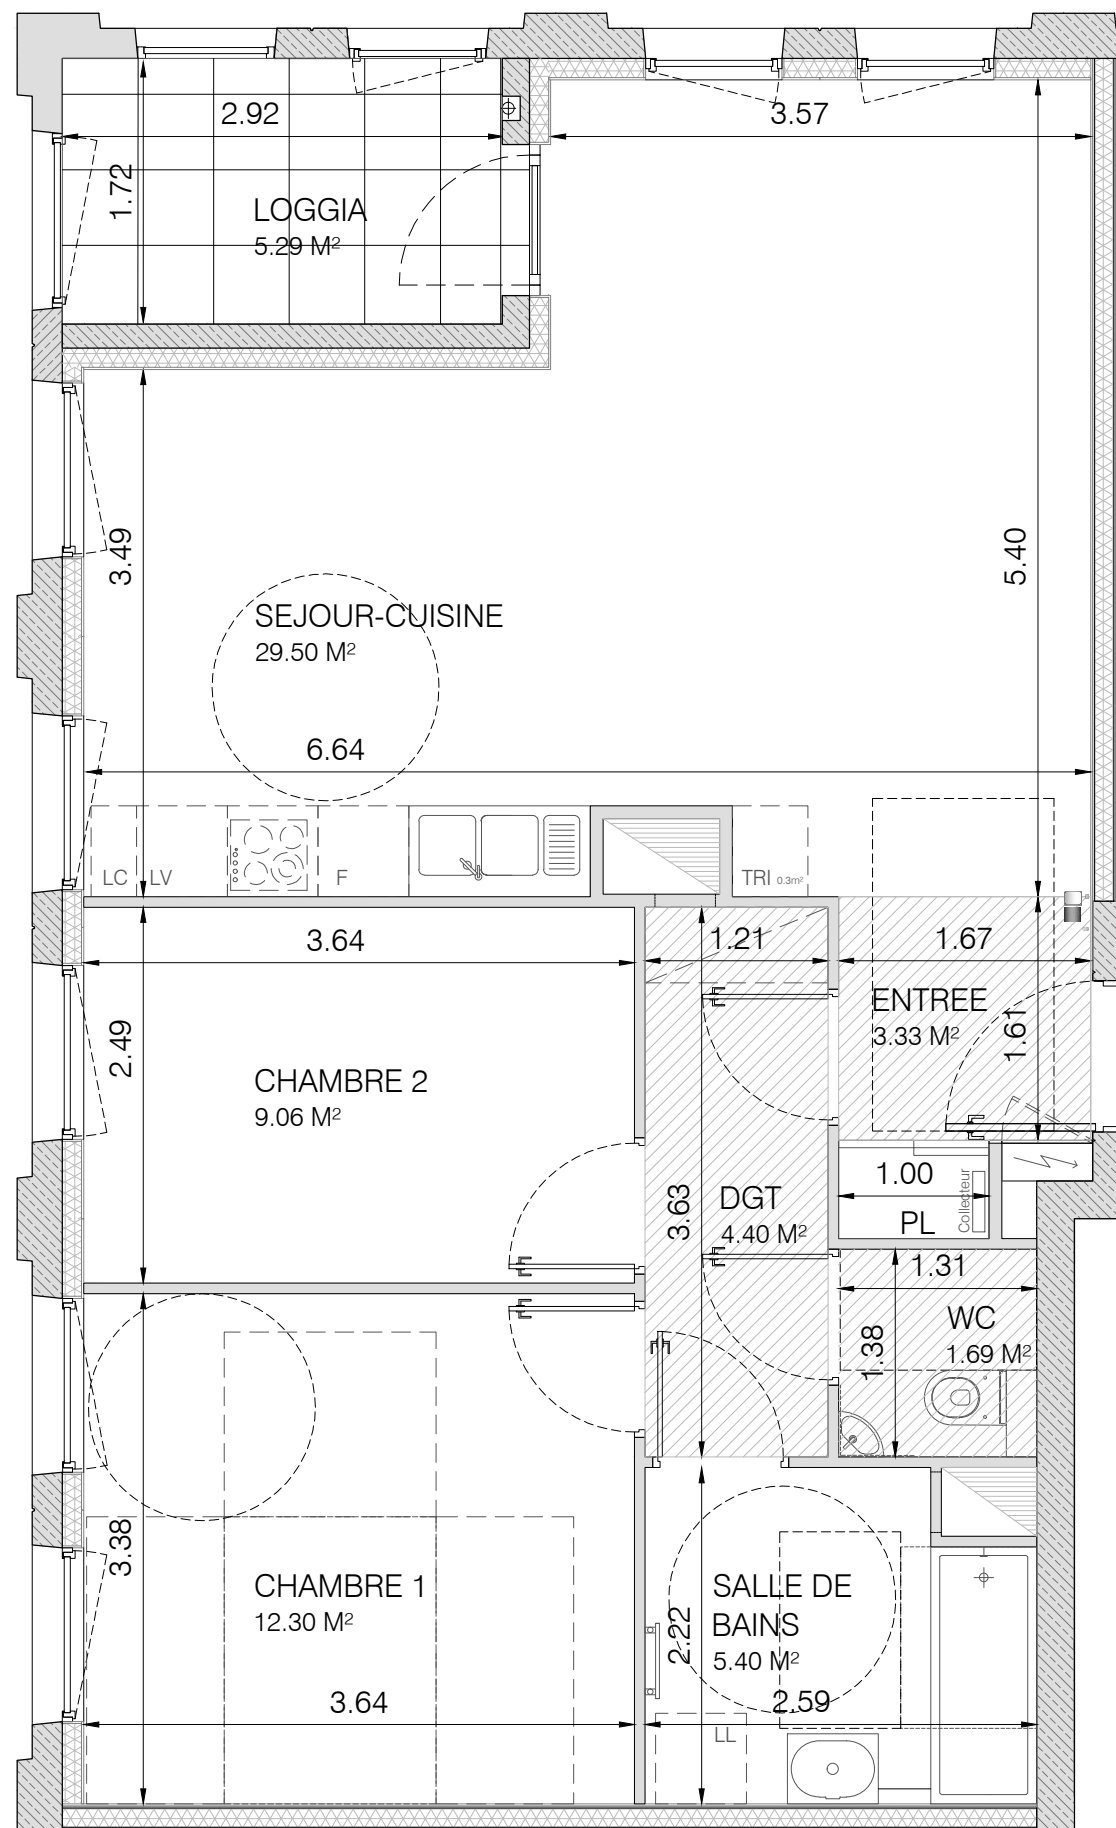 2.92
3.57
1.72
LOGGIA
5.29 M²
3.49
5.40
SEJOUR-CUISINE
29.50 M²
6.64
LC
LV
F
TRI 0.3m²
3.64
1.21
1.67
2.49
ENTREE
3.33 M²
1.61
CHAMBRE 2
9.06 M²
3.63
DGT
4.40 M²
1.00
PL
Collecteur
1.31
WC
1.69 M²
1.38
3.38
CHAMBRE 1
12.30 M²
SALLE DE
BAINS
5.40 M²
2.22
3.64
2.59
LL